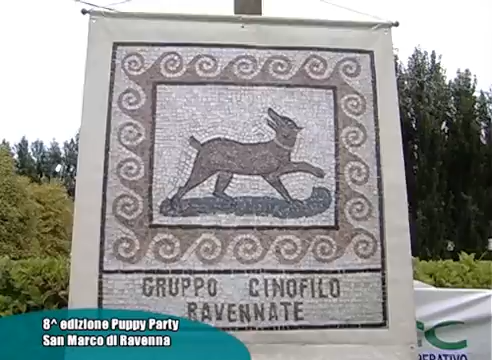 GRUPPO CINOFILO
RAVENNATE
8^ edizione Puppy Party
San Marco di Ravenna